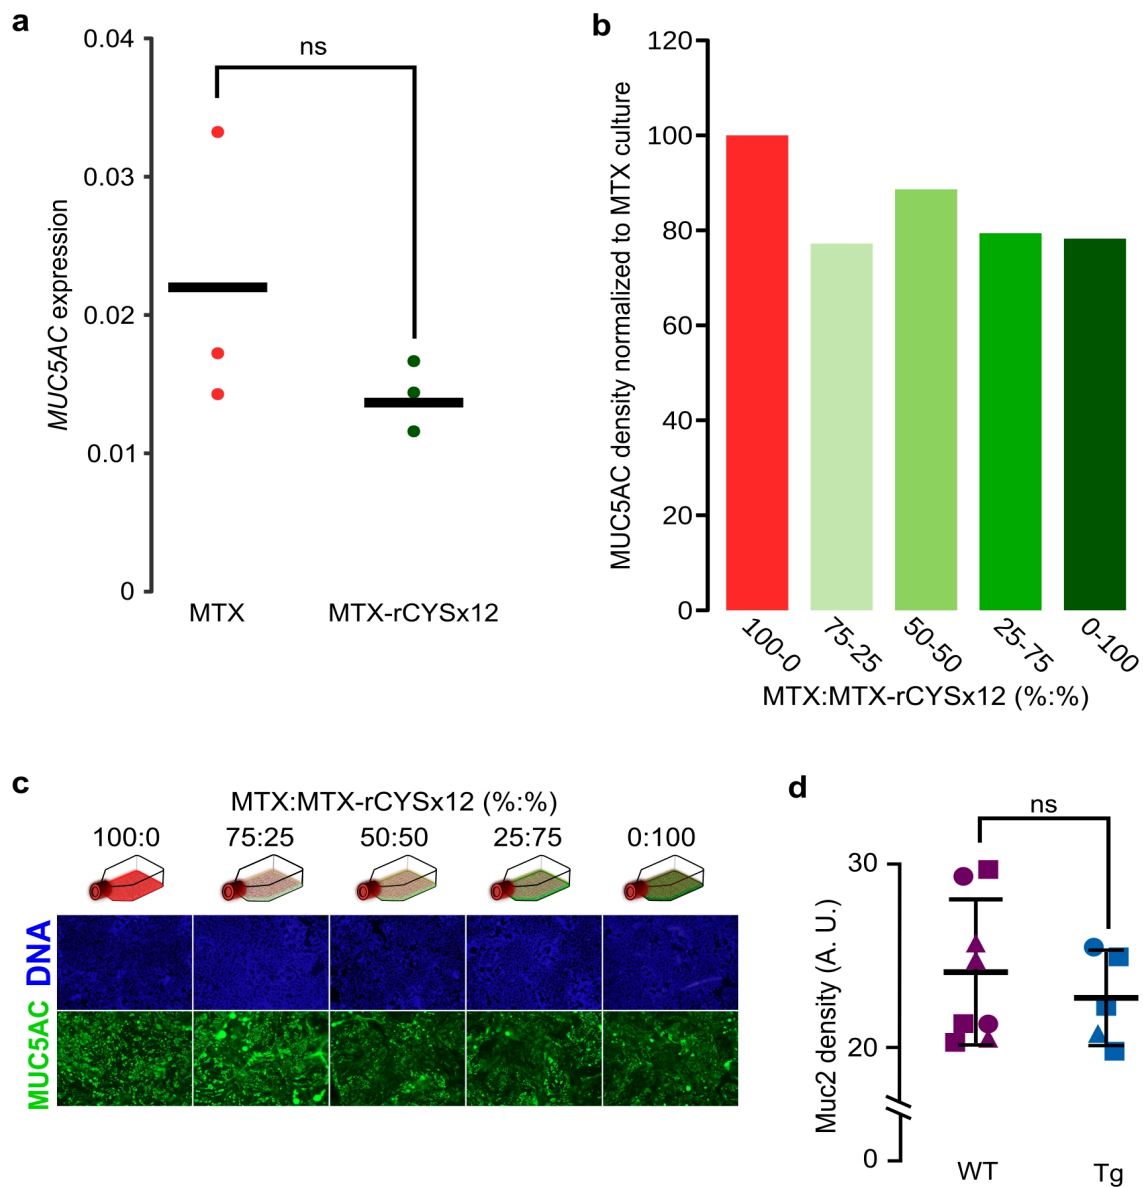 a
0.04
0.03
0.02
0.01
0
MUC5AC expression
ns
MTX
MTX-rCYSx12
b
120
100
80
60
40
20
0
MUC5AC density normalized to MTX culture
100-0
75-25
50-50
25-75
0-100
MTX:MTX-rCYSx12 (%:%)
c
MTX:MTX-rCYSx12 (%:%)
100:0 75:25 50:50 25:75 0:100
DNA
MUC5AC
d
ns
30
20
0
Muc2 density (A. U.)
WT
Tg